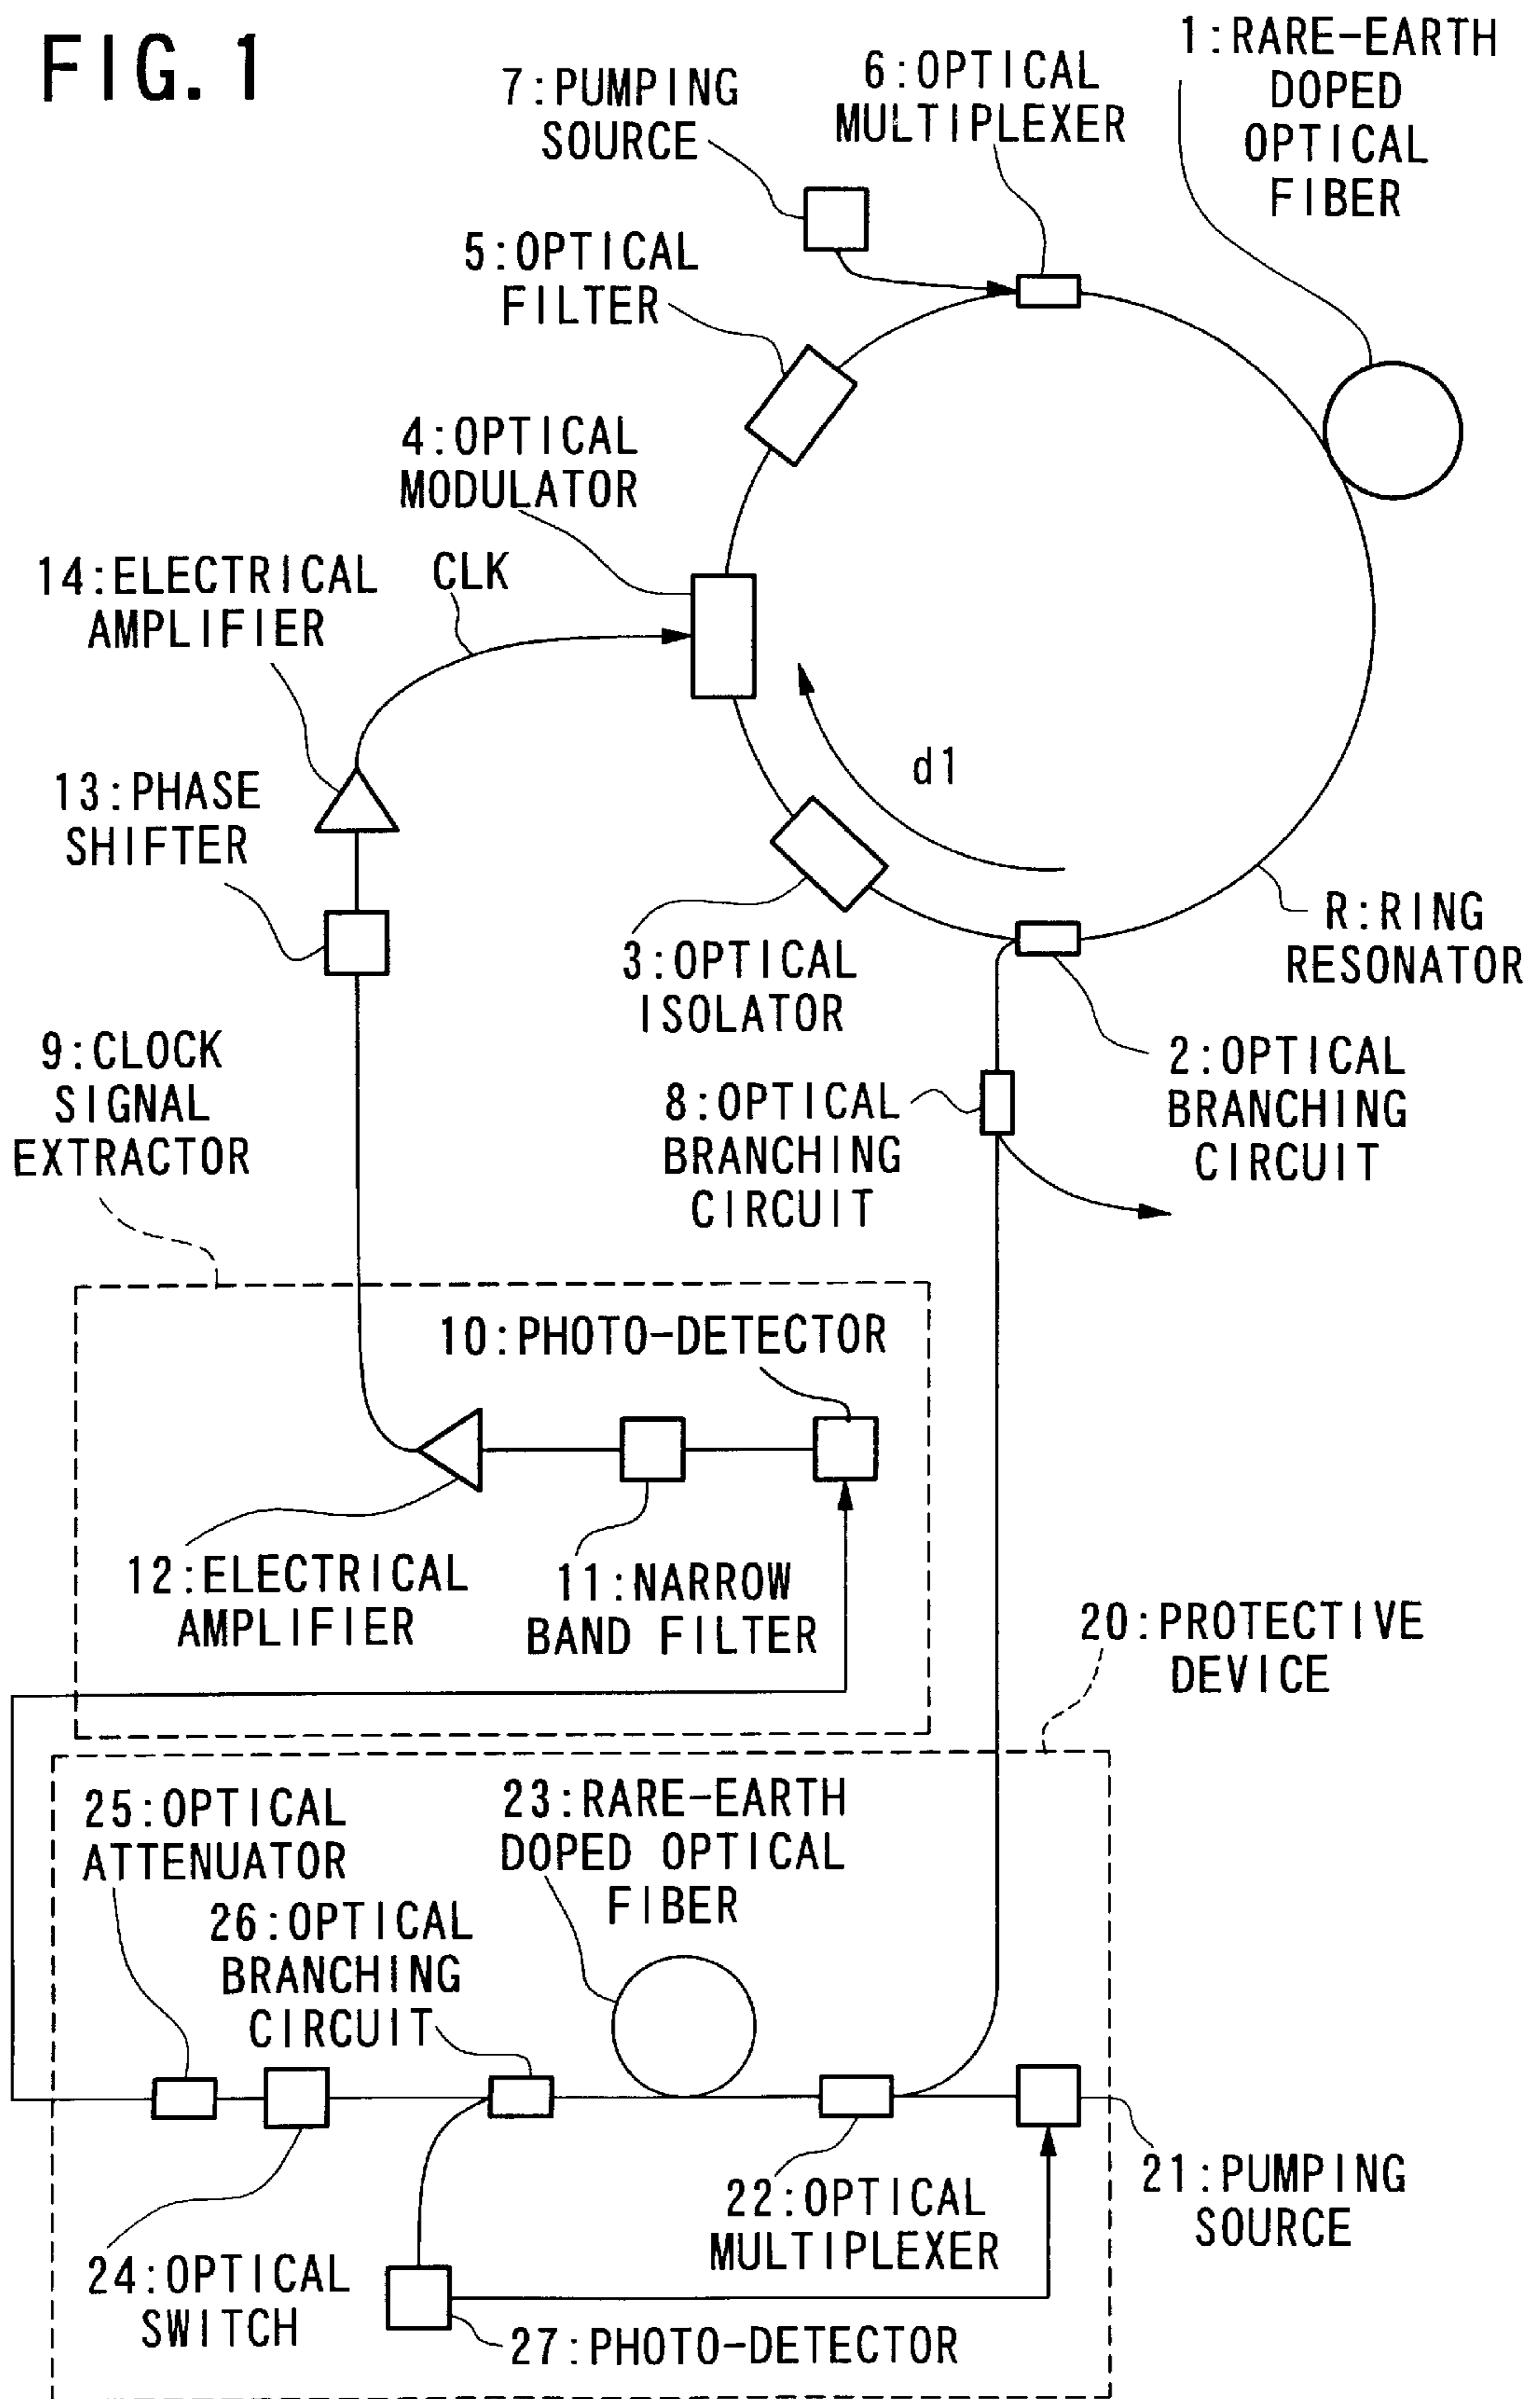 FIG.1
7:PUMPING
SOURCE
6:OPTICAL
MULTIPLEXER
1:RARE-EARTH
DOPED
OPTICAL
FIBER
5:OPTICAL
FILTER
4:OPTICAL
MODULATOR
14:ELECTRICAL
AMPLIFIER
CLK
d1
13:PHASE
SHIFTER
R:RING
RESONATOR
3:OPTICAL
ISOLATOR
9:CLOCK
SIGNAL
EXTRACTOR
8:OPTICAL
BRANCHING
CIRCUIT
2:OPTICAL
BRANCHING
CIRCUIT
10:PHOTO-DETECTOR
12:ELECTRICAL
AMPLIFIER
11:NARROW
BAND FILTER
20:PROTECTIVE
DEVICE
25:OPTICAL
ATTENUATOR
23:RARE-EARTH
DOPED OPTICAL
FIBER
26:OPTICAL
BRANCHING
CIRCUIT
22:OPTICAL
MULTIPLEXER
21:PUMPING
SOURCE
24:OPTICAL
SWITCH
27:PHOTO-DETECTOR